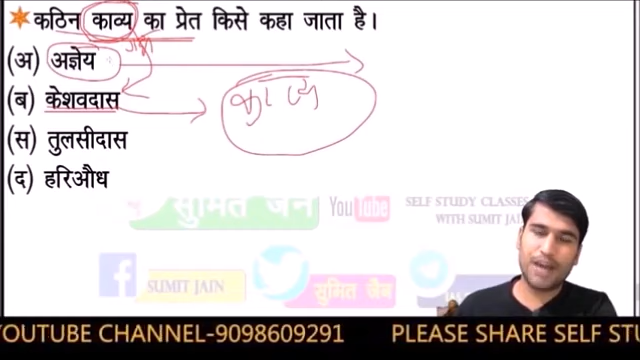 कठिन काव्य का प्रेत किसे कहा जाता है।
(अ) अज्ञेय
(ब) केशवदास
काव्य
(स) तुलसीदास
(द) हरिऔध
सुमित जैन
YouTube
SELF STUDY CLASSES
WITH SUMIT JAIN
SUMIT JAIN
सुमित जैन
YOUTUBE CHANNEL-9098609291 PLEASE SHARE SELF STU